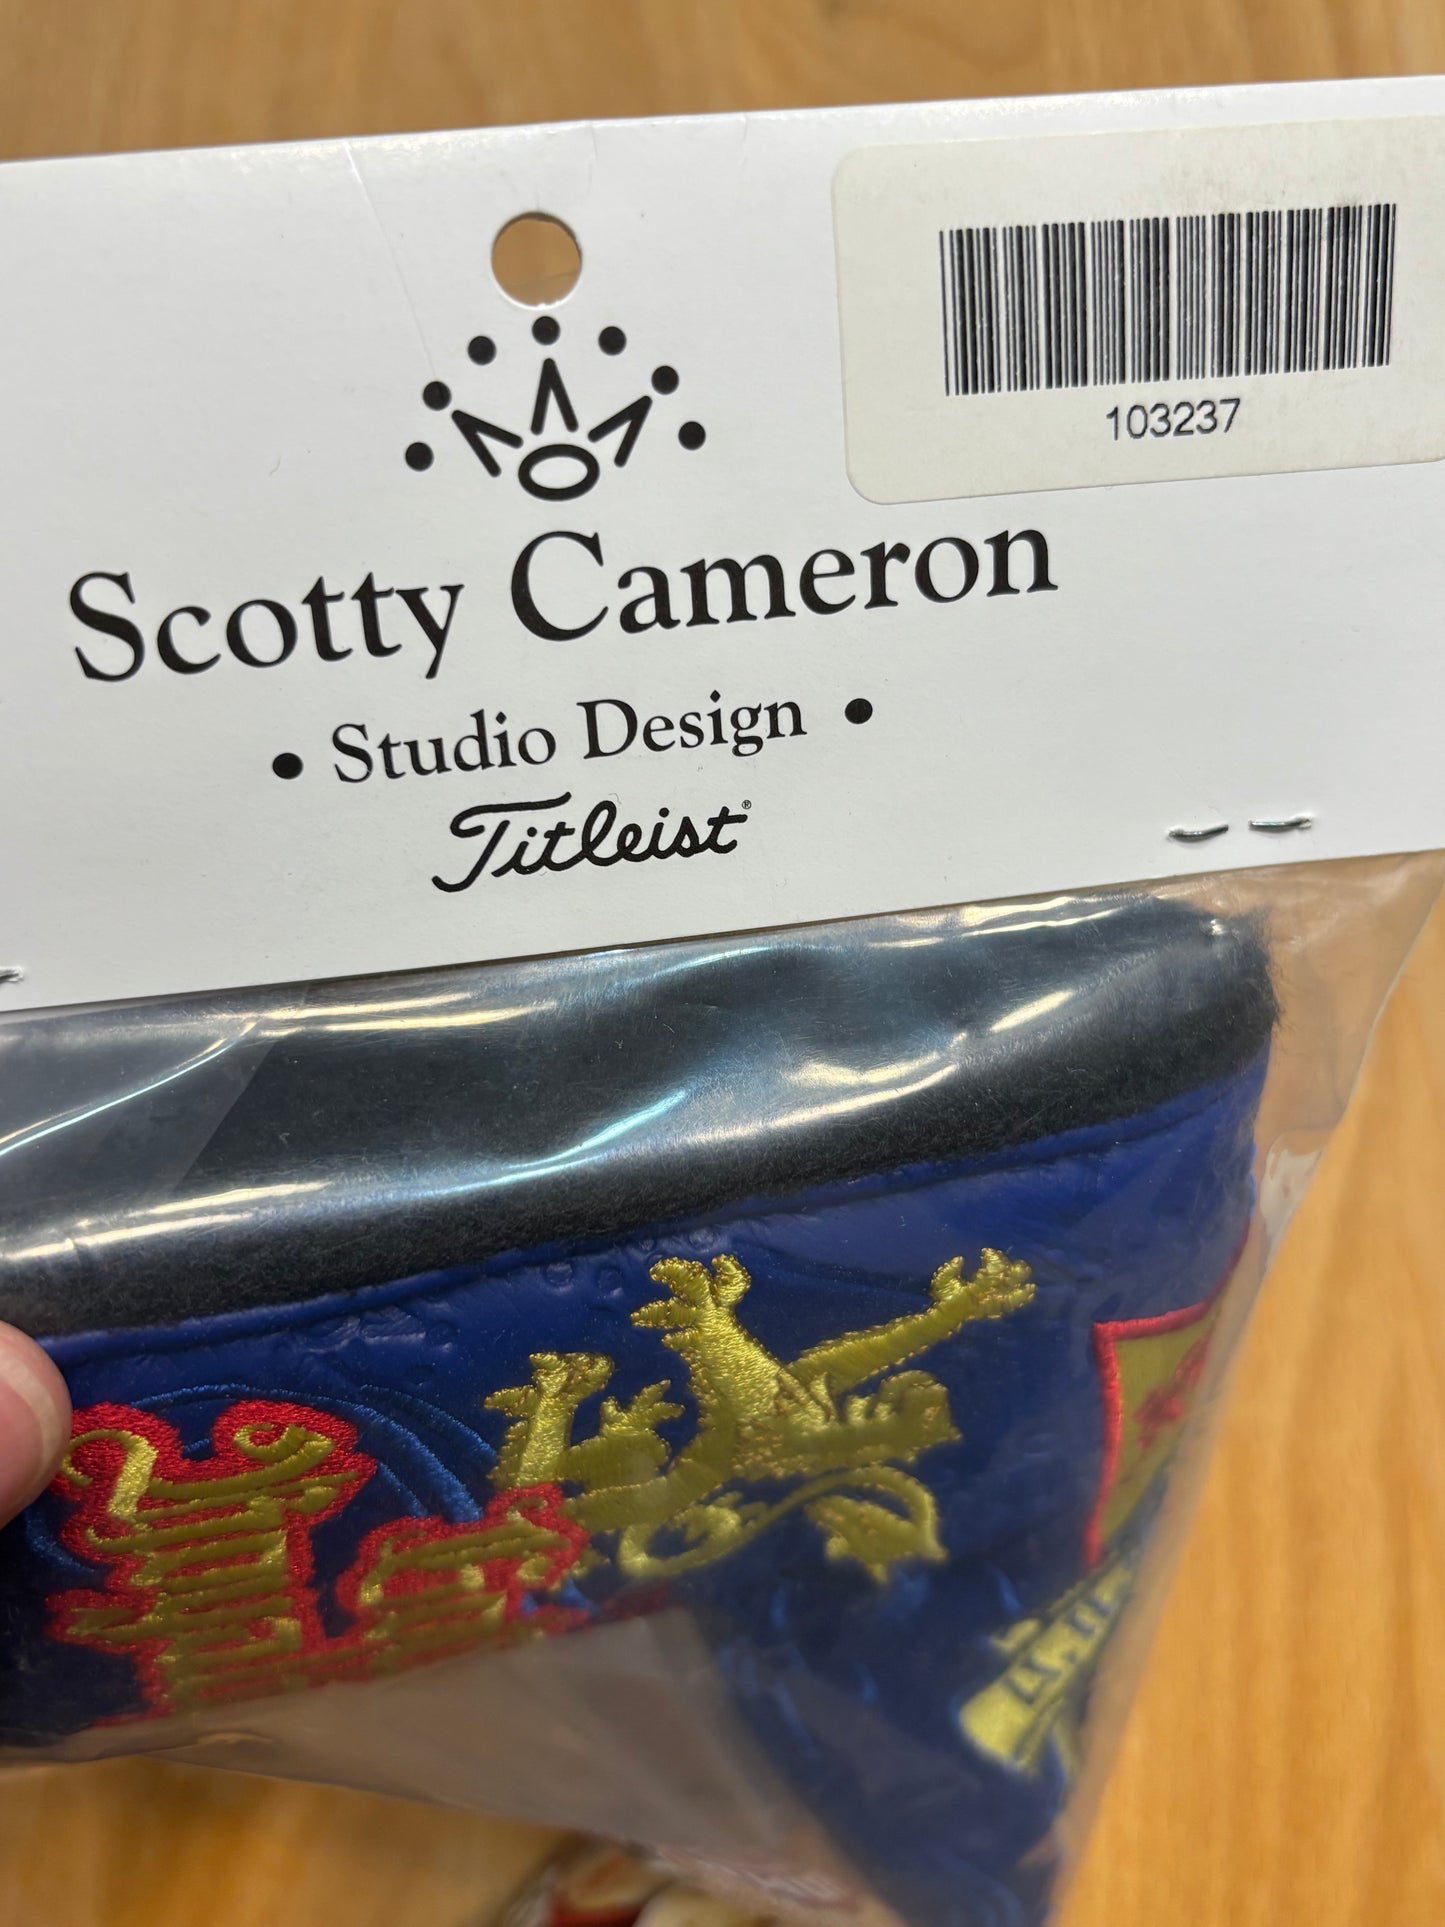 103237
Scotty Cameron
• Studio Design •
Titleist®